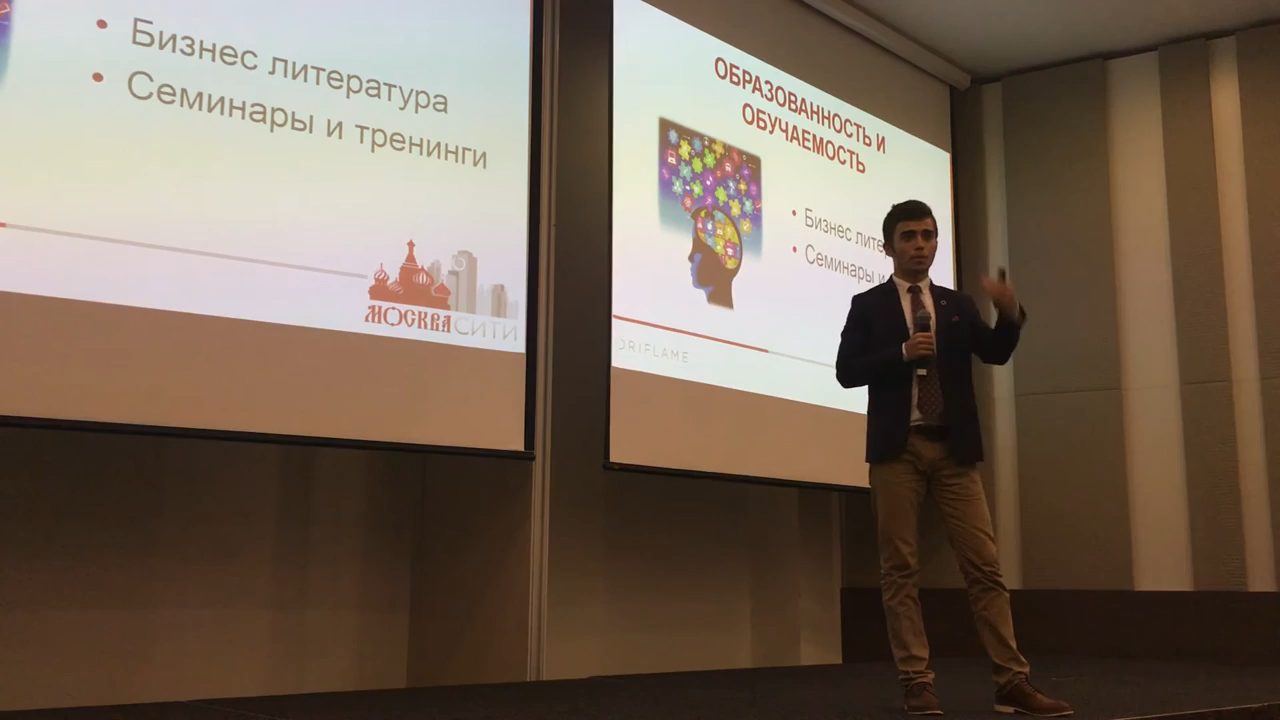 Бизнес литература
Семинары и тренинги
МОСКВА СИТИ
ОБРАЗОВАННОСТЬ И
ОБУЧАЕМОСТЬ
Бизнес лите
Семинары и
ORIFLAME